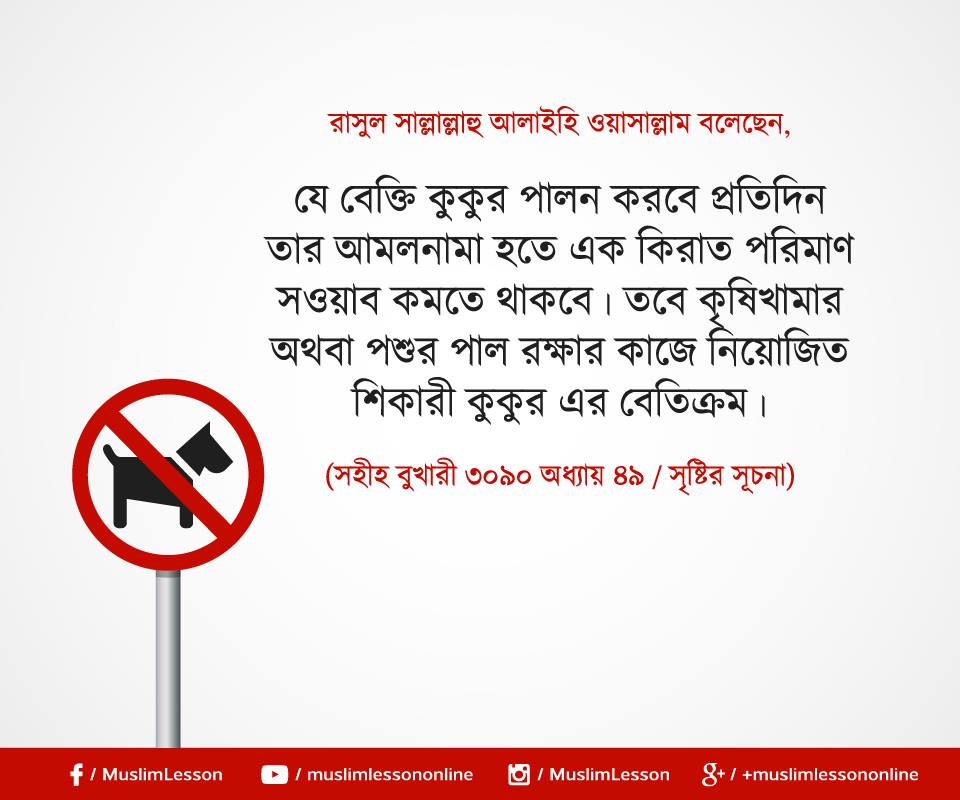 রাসুল সাল্লাল্লাহু আলাইহি ওয়াসাল্লাম বলেছেন,
যে বেক্তি কুকুর পালন করবে প্রতিদিন
তার আমলনামা হতে এক কিরাত পরিমাণ
সওয়াব কমতে থাকবে। তবে কৃষিখামার
অথবা পশুর পাল রক্ষার কাজে নিয়োজিত
শিকারী কুকুর এর বেতিক্রম।
(সহীহ বুখারী ৩০৯০ অধ্যায় ৪৯ / সৃষ্টির সূচনা)
/ MuslimLesson / muslimlessononline / MuslimLesson g+ / +muslimlessononline